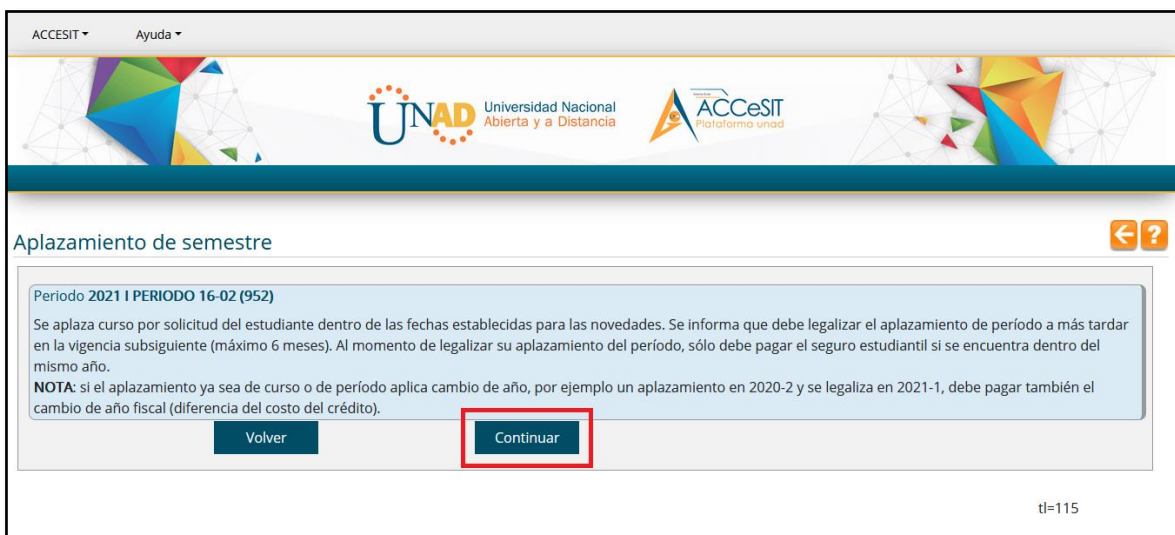 ACCESIT
Ayuda
UNAD Universidad Nacional
Abierta y a Distancia
ACCeSIT
Plataforma unad
Aplazamiento de semestre
?
Periodo 2021 I PERIODO 16-02 (952)
Se aplaza curso por solicitud del estudiante dentro de las fechas establecidas para las novedades. Se informa que debe legalizar el aplazamiento de período a más tardar
en la vigencia subsiguiente (máximo 6 meses). Al momento de legalizar su aplazamiento del período, sólo debe pagar el seguro estudiantil si se encuentra dentro del
mismo año.
NOTA: si el aplazamiento ya sea de curso o de período aplica cambio de año, por ejemplo un aplazamiento en 2020-2 y se legaliza en 2021-1, debe pagar también el
cambio de año fiscal (diferencia del costo del crédito).
Volver
Continuar
tl=115